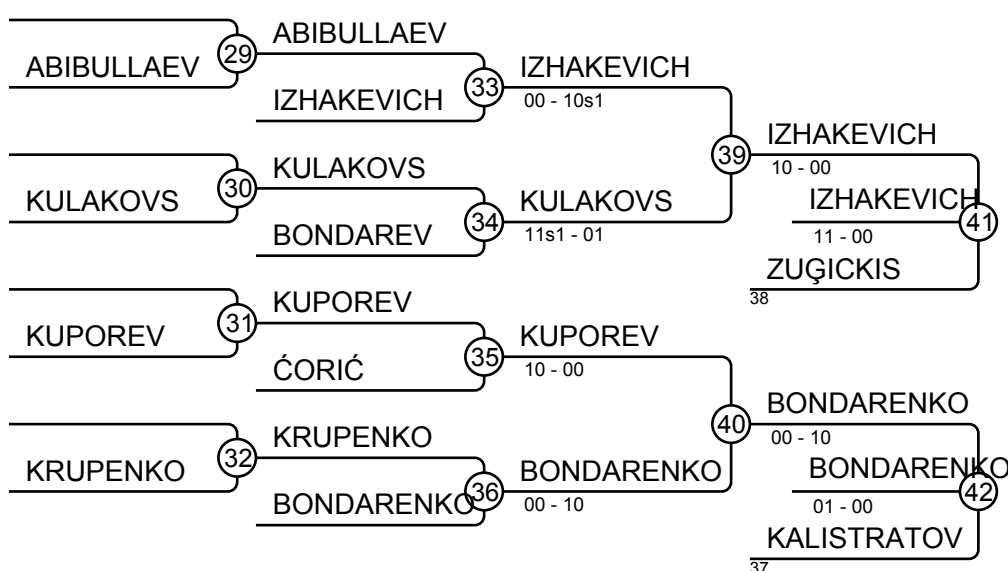 ABIBULLAEV
29
ABIBULLAEV
IZHAKEVICH
33
IZHAKEVICH
00 - 10s1
KULAKOVS
30
KULAKOVS
BONDAREV
34
KULAKOVS
11s1 - 01
39
IZHAKEVICH
10 - 00
IZHAKEVICH
11 - 00
41
ZUĢICKIS
38
KUPOREV
31
KUPOREV
ĆORIĆ
35
KUPOREV
10 - 00
KRUPENKO
32
KRUPENKO
BONDARENKO
36
BONDARENKO
00 - 10
40
BONDARENKO
00 - 10
BONDARENKO
01 - 00
42
KALISTRATOV
37